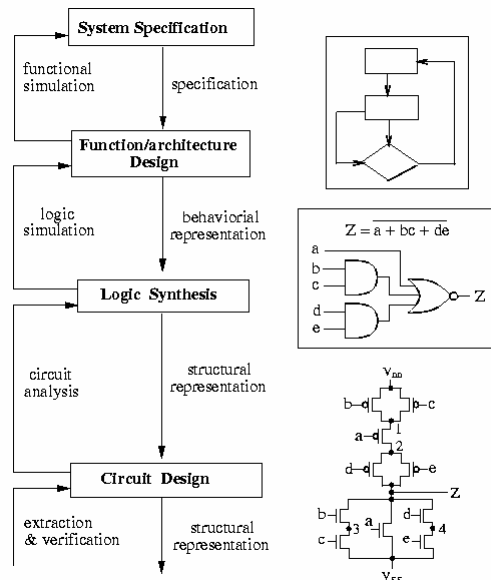 System Specification
functional
simulation
specification
Function/architecture
Design
logic
simulation
behaviorial
representation
Logic Synthesis
circuit
analysis
structural
representation
Circuit Design
extraction
& verification
structural
representation
Z = a + bc + de
a
b
c
d
e
Z
V_DD
b
c
a
1
2
d
e
Z
b
3
a
d
4
c
e
V_SS